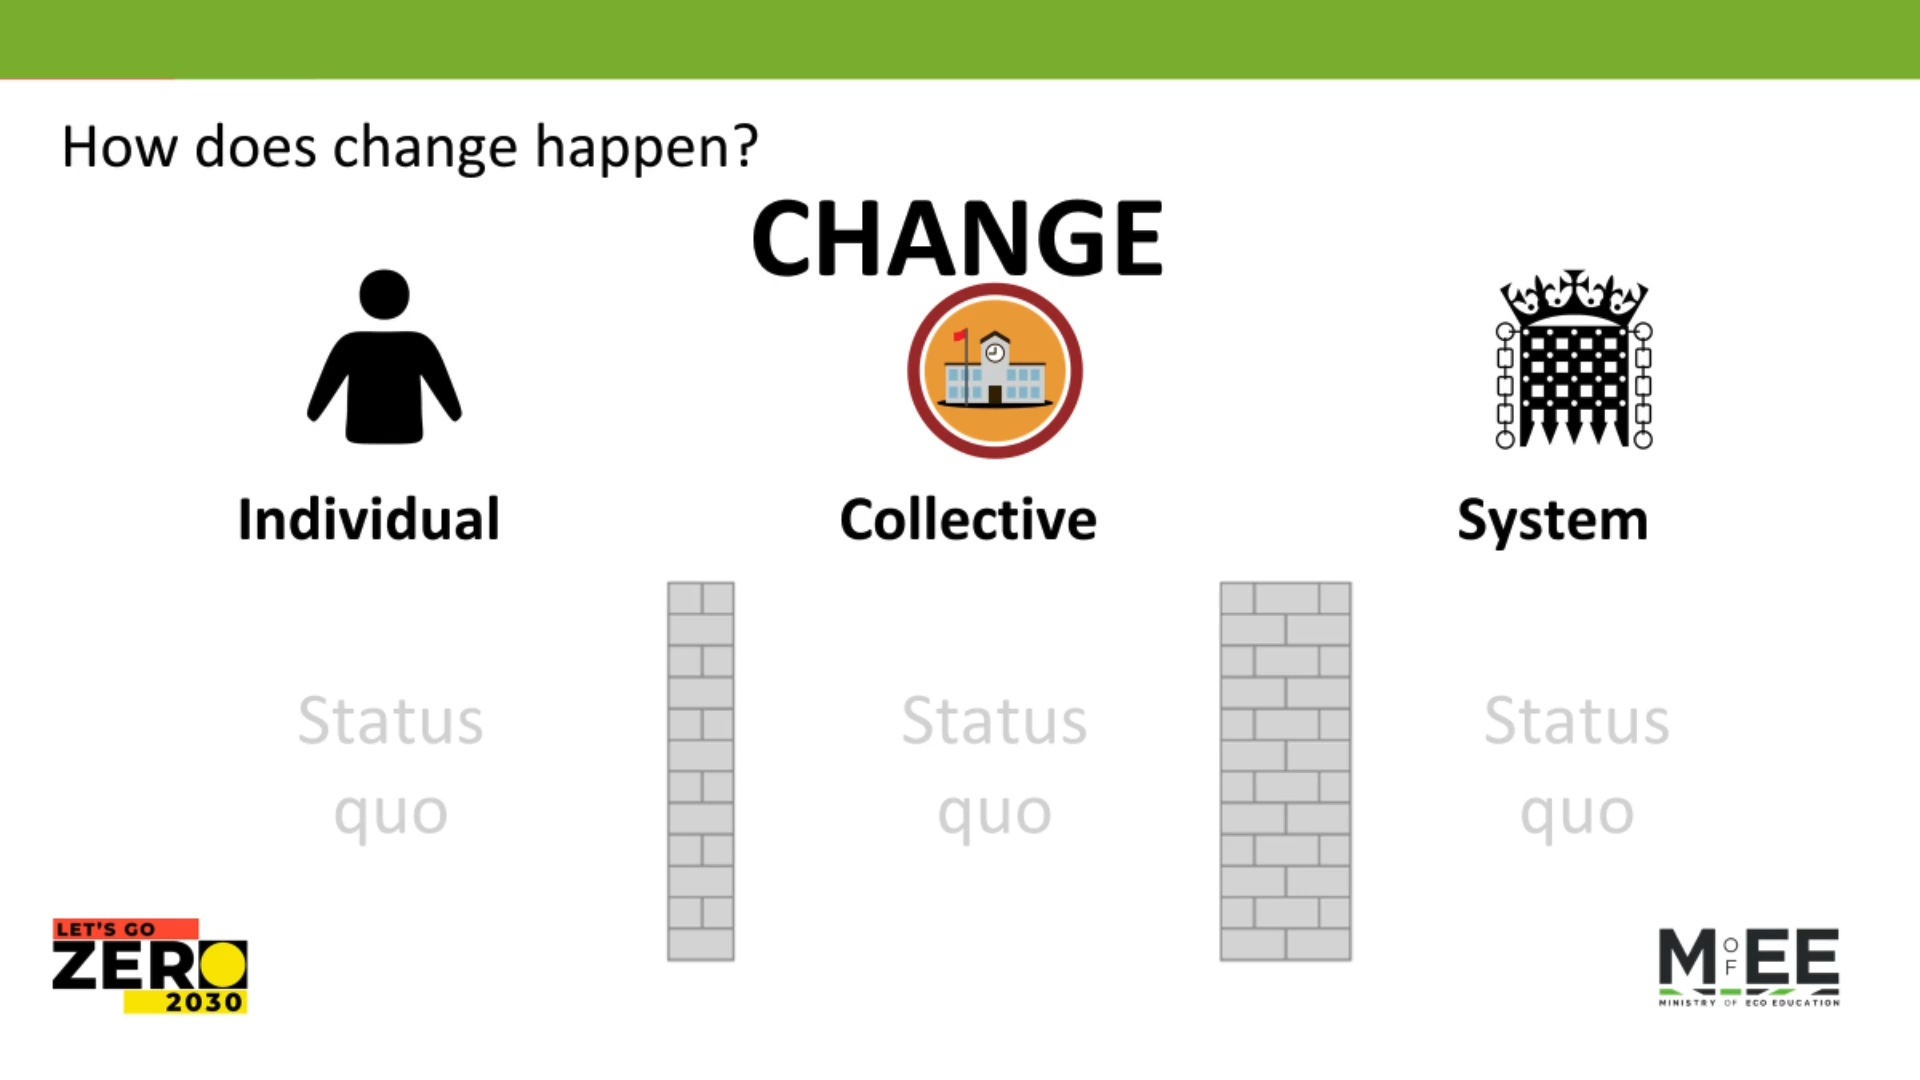 How does change happen?
CHANGE
Individual
Collective
System
Status
quo
Status
quo
Status
quo
LET'S GO
ZERO
2030
M OF EE
MINISTRY OF ECO EDUCATION